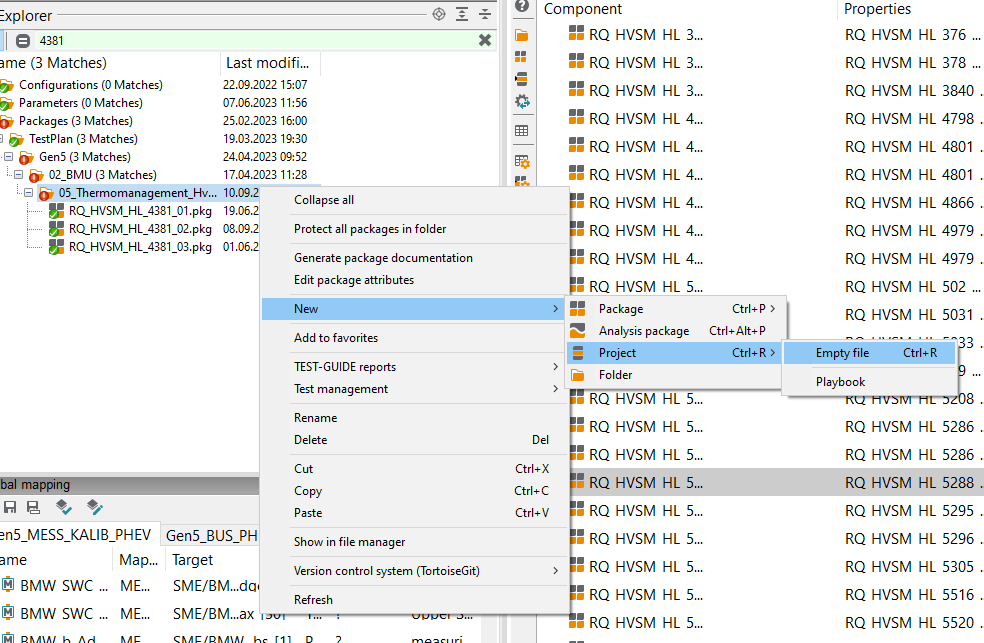 Explorer
4381
ame (3 Matches) Last modifi...
Configurations (0 Matches) 22.09.2022 15:07
Parameters (0 Matches) 07.06.2023 11:56
Packages (3 Matches) 25.02.2023 16:00
TestPlan (3 Matches) 19.03.2023 19:30
Gen5 (3 Matches) 24.04.2023 09:52
02_BMU (3 Matches) 17.04.2023 11:28
05_Thermomanagement_Hv... 10.09.2
RQ_HVSM_HL_4381_01.pkg 19.06.2
RQ_HVSM_HL_4381_02.pkg 08.09.2
RQ_HVSM_HL_4381_03.pkg 01.06.2
Collapse all
Protect all packages in folder
Generate package documentation
Edit package attributes
New
Add to favorites
TEST-GUIDE reports
Test management
Rename
Delete Del
Cut Ctrl+X
Copy Ctrl+C
Paste Ctrl+V
Show in file manager
Version control system (TortoiseGit)
Refresh
Package Ctrl+P
Analysis package Ctrl+Alt+P
Project Ctrl+R
Folder
Empty file Ctrl+R
Playbook
Component Properties
RQ HVSM HL 3... RQ HVSM HL 376 ...
RQ HVSM HL 3... RQ HVSM HL 378 ...
RQ HVSM HL 3... RQ HVSM HL 3840 ...
RQ HVSM HL 4... RQ HVSM HL 4798 ...
RQ HVSM HL 4... RQ HVSM HL 4801 ...
RQ HVSM HL 4... RQ HVSM HL 4801 ...
RQ HVSM HL 4... RQ HVSM HL 4866 ...
RQ HVSM HL 4... RQ HVSM HL 4979 ...
RQ HVSM HL 4... RQ HVSM HL 4979 ...
RQ HVSM HL 5... RQ HVSM HL 502 ...
RQ HVSM HL 5031 ...
033 ...
9 ...
RQ HVSM HL 5... RQ HVSM HL 5208 ...
RQ HVSM HL 5... RQ HVSM HL 5286 ...
RQ HVSM HL 5... RQ HVSM HL 5286 ...
RQ HVSM HL 5... RQ HVSM HL 5288 ...
RQ HVSM HL 5... RQ HVSM HL 5295 ...
RQ HVSM HL 5... RQ HVSM HL 5296 ...
RQ HVSM HL 5... RQ HVSM HL 5305 ...
RQ HVSM HL 5... RQ HVSM HL 5516 ...
RQ HVSM HL 5... RQ HVSM HL 5520 ...
bal mapping
en5_MESS_KALIB_PHEV Gen5_BUS_PH
ame Map... Target
BMW SWC ... ME... SME/BM...dge
BMW SWC ... ME... SME/BM...ax [30]
BMW b Ad SME/BMW bs [1] P ? measuri